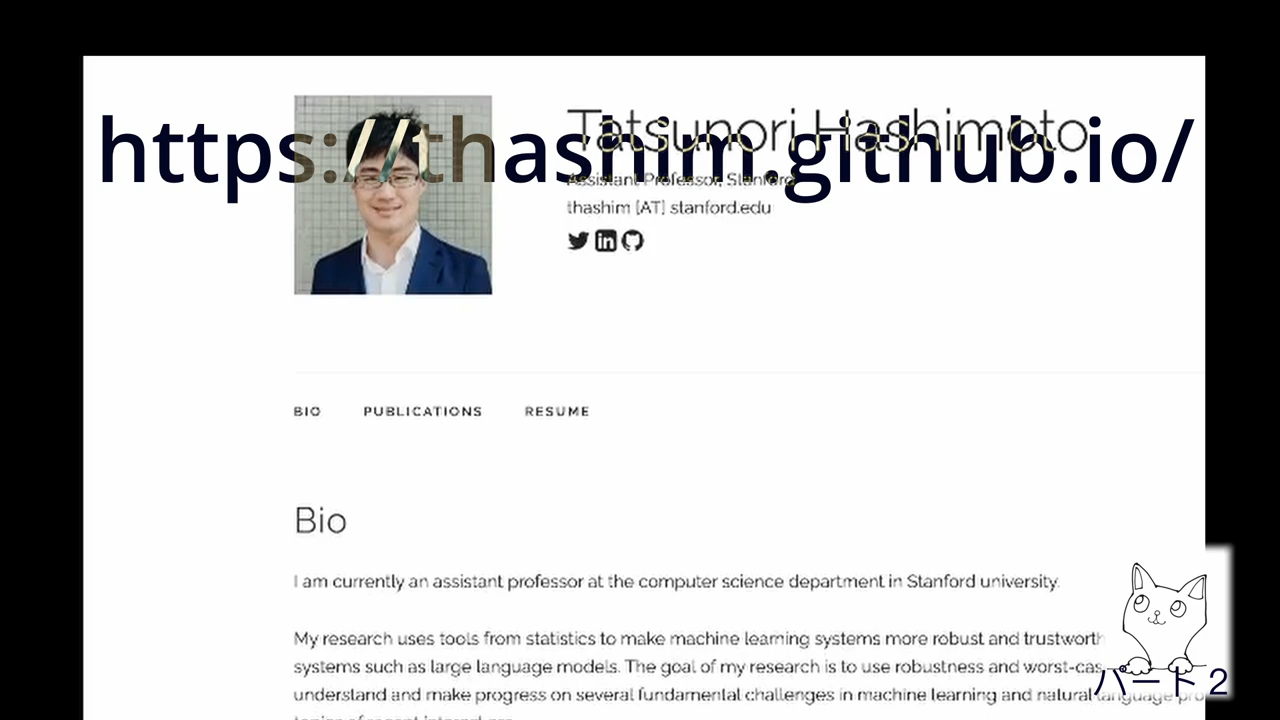 https://thashim.github.io/
Tatsunori Hashimoto
Assistant Professor, Stanford
thashim [AT] stanford.edu
BIO PUBLICATIONS RESUME
Bio
I am currently an assistant professor at the computer science department in Stanford university.
My research uses tools from statistics to make machine learning systems more robust and trustworth
systems such as large language models. The goal of my research is to use robustness and worst-cas
understand and make progress on several fundamental challenges in machine learning and natural language pro
パート２